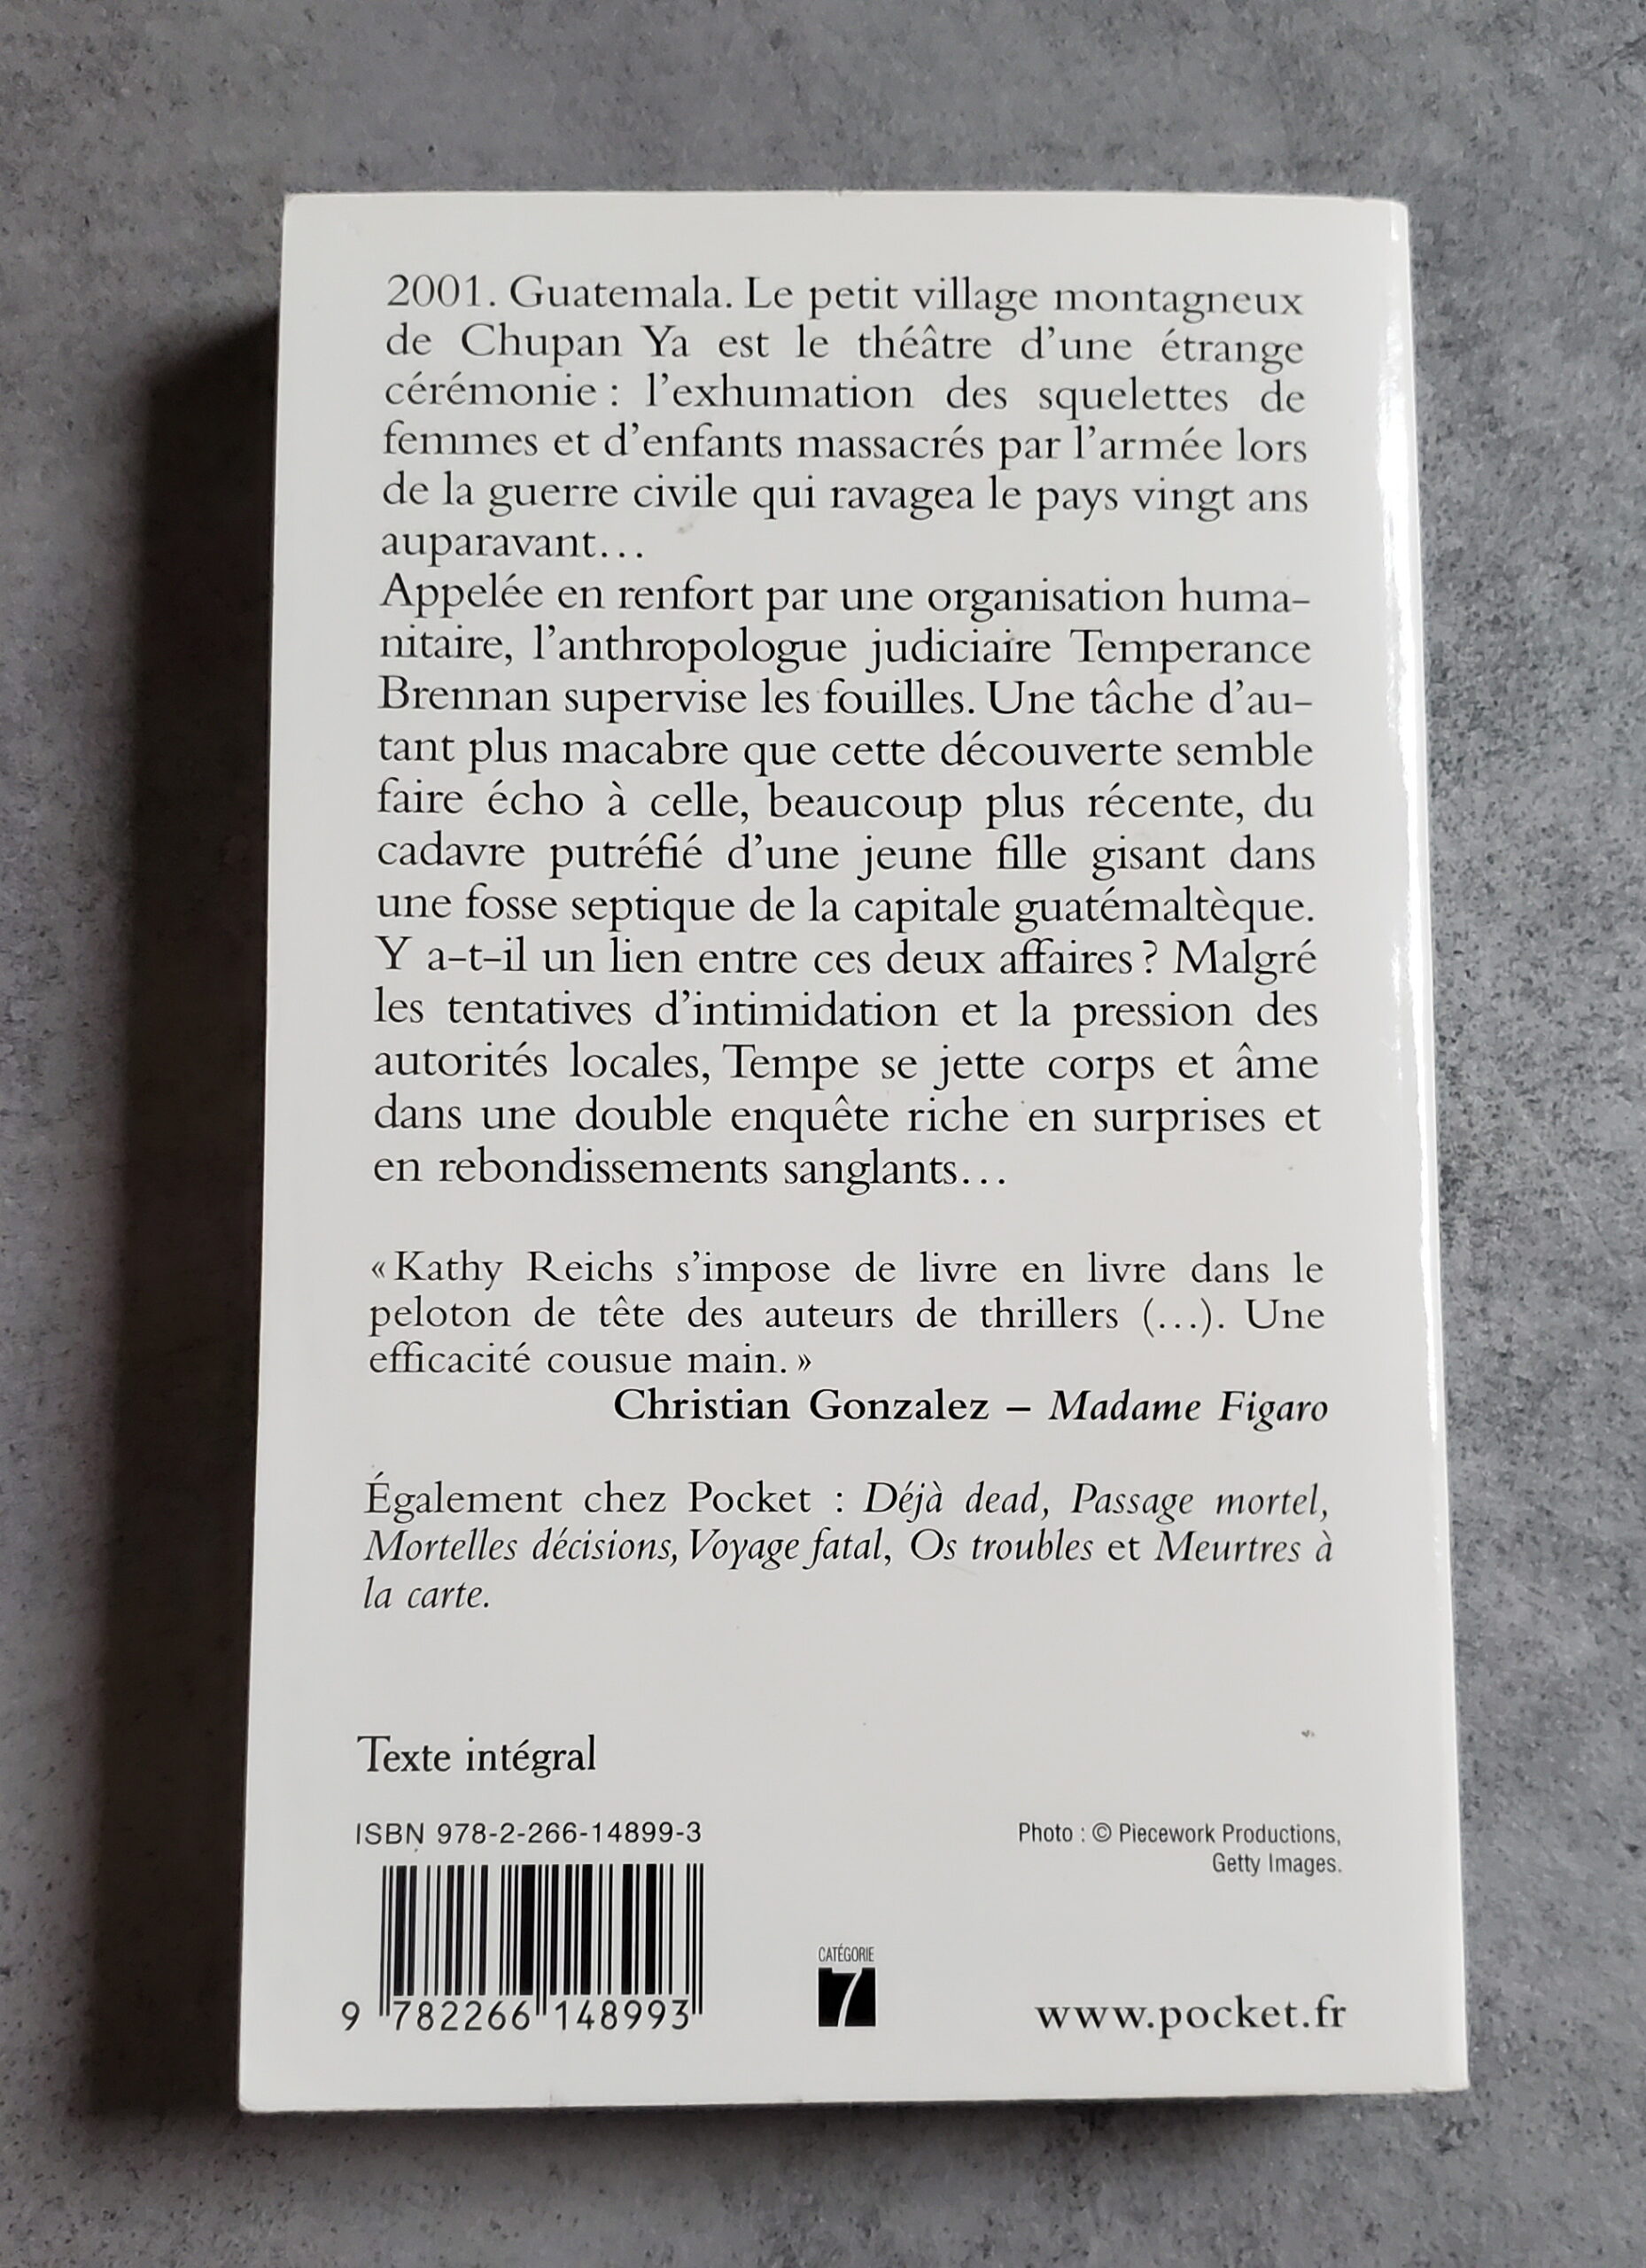 2001. Guatemala. Le petit village montagneux
de Chupan Ya est le théâtre d'une étrange
cérémonie : l'exhumation des squelettes de
femmes et d'enfants massacrés par l'armée lors
de la guerre civile qui ravagea le pays vingt ans
auparavant…
Appelée en renfort par une organisation huma-
nitaire, l'anthropologue judiciaire Temperance
Brennan supervise les fouilles. Une tâche d'au-
tant plus macabre que cette découverte semble
faire écho à celle, beaucoup plus récente, du
cadavre putréfié d'une jeune fille gisant dans
une fosse septique de la capitale guatémaltèque.
Y a-t-il un lien entre ces deux affaires ? Malgré
les tentatives d'intimidation et la pression des
autorités locales, Tempe se jette corps et âme
dans une double enquête riche en surprises et
en rebondissements sanglants…
« Kathy Reichs s'impose de livre en livre dans le
peloton de tête des auteurs de thrillers (…). Une
efficacité cousue main. »
Christian Gonzalez – Madame Figaro
Également chez Pocket : Déjà dead, Passage mortel,
Mortelles décisions, Voyage fatal, Os troubles et Meurtres à
la carte.
Texte intégral
ISBN 978-2-266-14899-3
Photo : © Piecework Productions,
Getty Images.
CATÉGORIE
7
9 782266 148993
www.pocket.fr